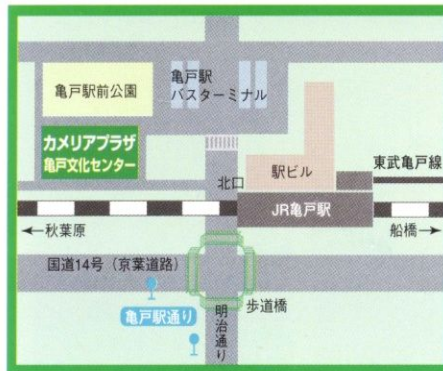 亀戸駅前公園
亀戸駅
バスターミナル
カメリアプラザ
亀戸文化センター
北口
駅ビル
東武亀戸線
JR亀戸駅
←秋葉原
船橋→
国道14号(京葉道路)
亀戸駅通り
明治通り
歩道橋